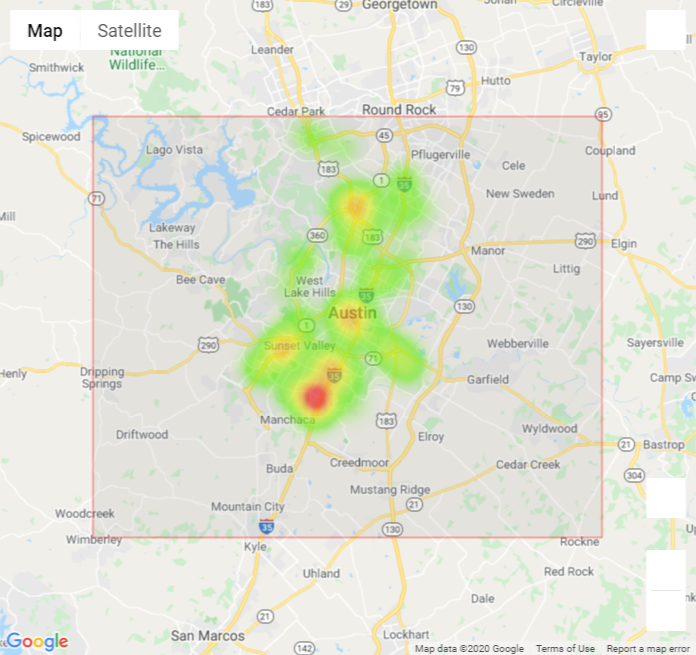 183
29
Georgetown
Circleville
Map
Satellite
National
Wildlife...
Leander
130
Taylor
Smithwick
79
Hutto
Cedar Park
Round Rock
95
Spicewood
45
Lago Vista
Pflugerville
Coupland
183
Cele
1
35
71
New Sweden
Lund
Mill
Lakeway
360
183
The Hills
290
Elgin
Manor
Littig
Bee Cave
West
Lake Hills
35
130
Austin
1
290
Sunset Valley
Webberville
Sayersville
71
Henly
Dripping
Springs
35
Garfield
Camp Sw
Manchaca
183
Wyldwood
Driftwood
Elroy
21
Bastrop
Buda
Creedmoor
Cedar Creek
304
Mustang Ridge
Mountain City
21
Woodcreek
35
130
Wimberley
Kyle
Rockne
Uhland
Red Rock
Dale
21
San Marcos
Lockhart
142
Google
Map data ©2020 Google
Terms of Use
Report a map error